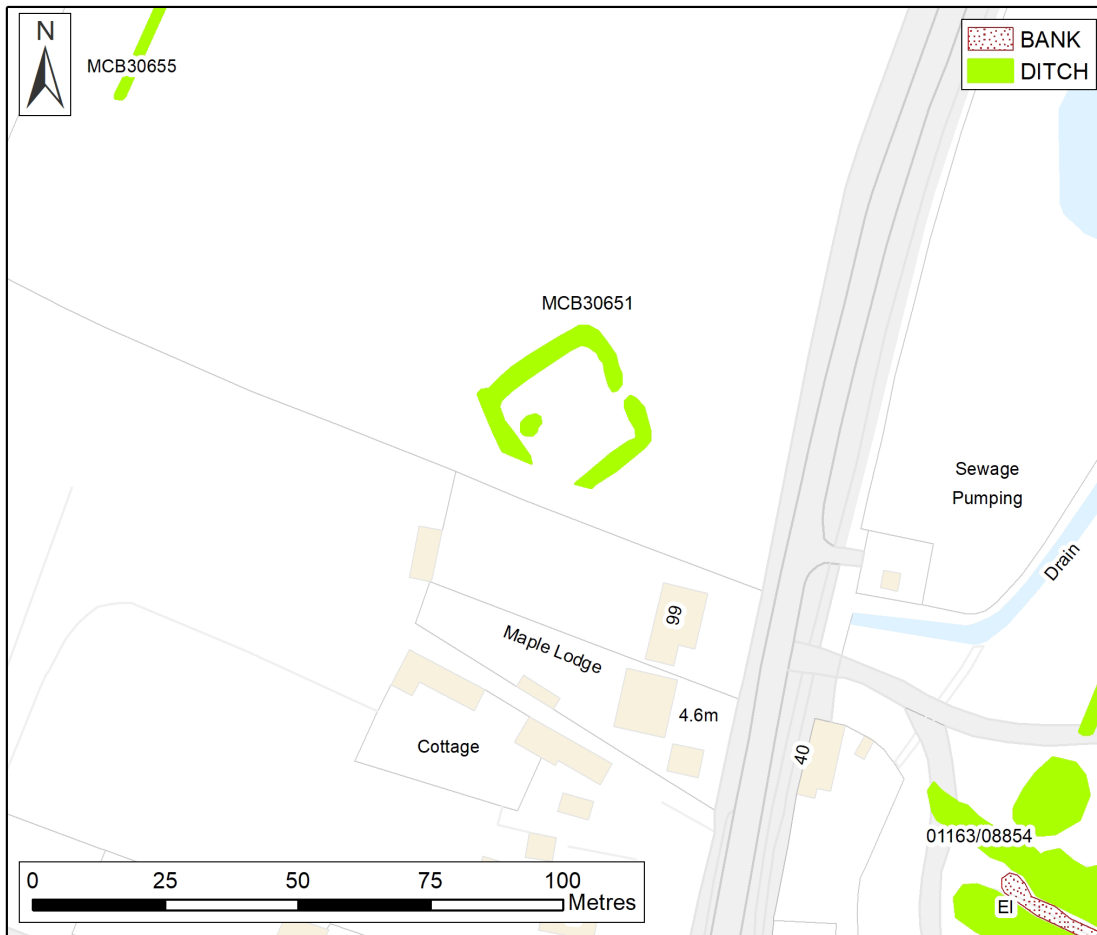 N
MCB30655
BANK
DITCH
MCB30651
Sewage
Pumping
Drain
99
Maple Lodge
4.6m
Cottage
40
01163/08854
El
0 25 50 75 100
Metres